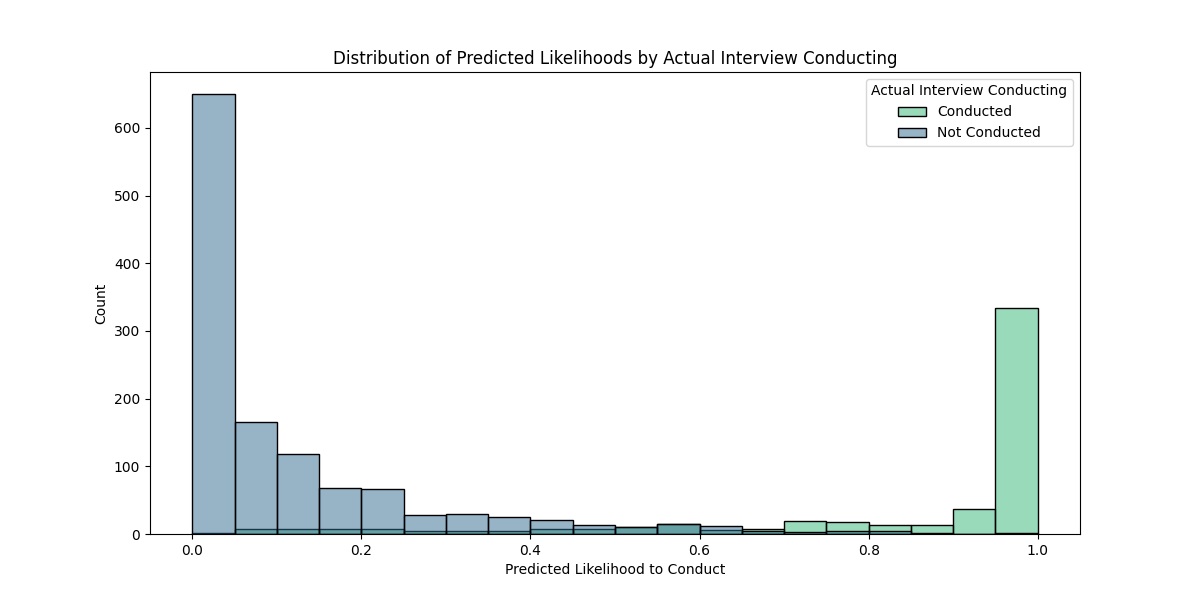 Distribution of Predicted Likelihoods by Actual Interview Conducting
Actual Interview Conducting
Conducted
Not Conducted
600
500
400
300
200
100
0
Count
0.0 0.2 0.4 0.6 0.8 1.0
Predicted Likelihood to Conduct